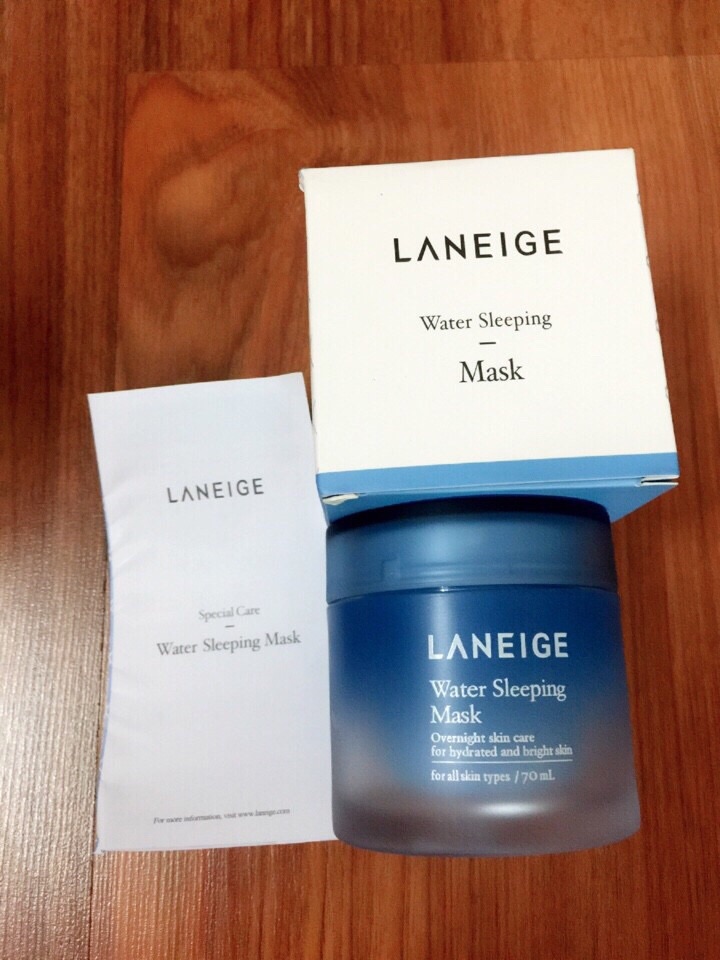 LANEIGE
Water Sleeping
Mask
LANEIGE
Special Care
Water Sleeping Mask
For more information, visit www.laneige.com
LANEIGE
Water Sleeping
Mask
Overnight skin care
for hydrated and bright skin
for all skin types / 70 mL